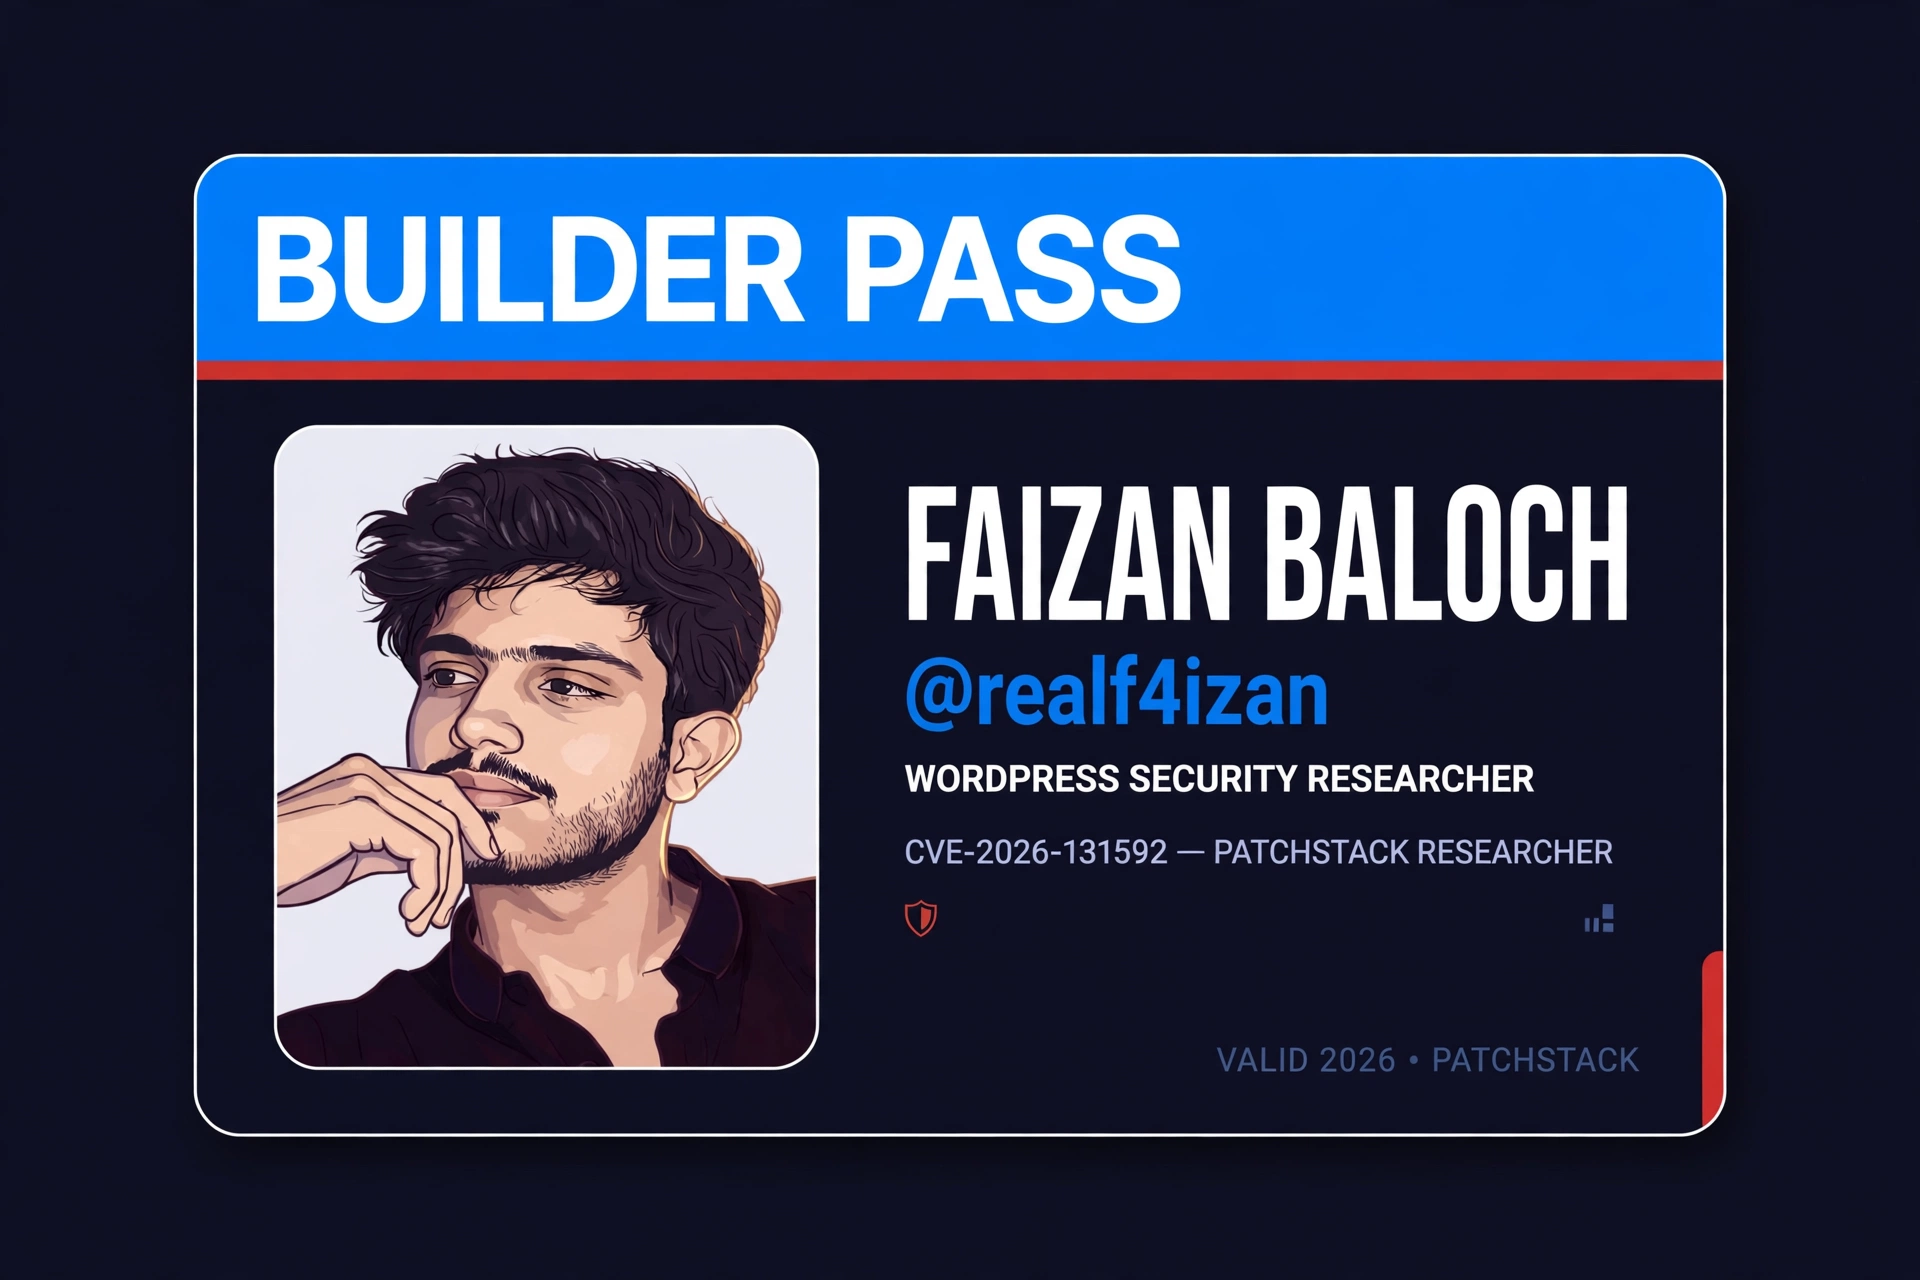 BUILDER PASS
FAIZAN BALOCH
@realf4izan
WORDPRESS SECURITY RESEARCHER
CVE-2026-131592 — PATCHSTACK RESEARCHER
VALID 2026 • PATCHSTACK